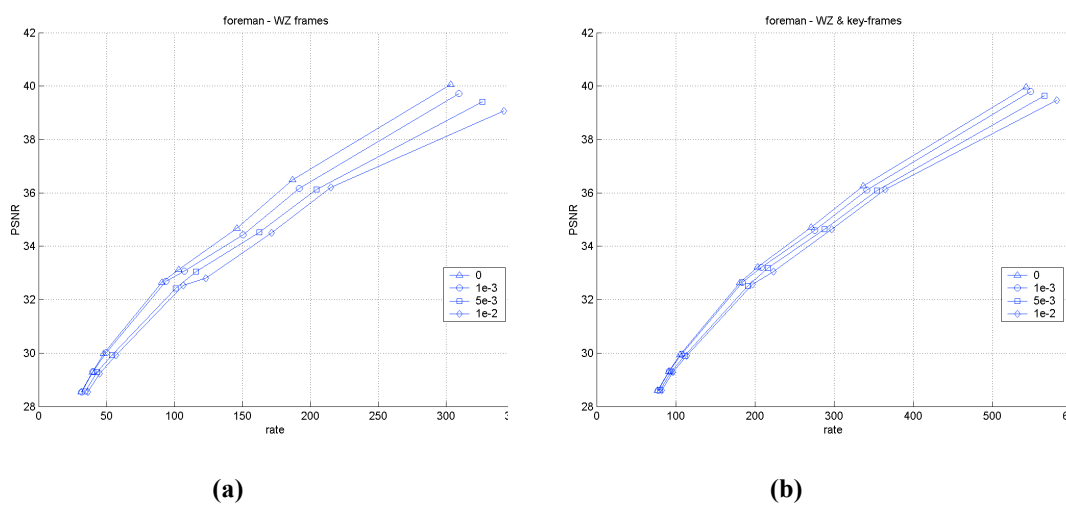 foreman - WZ frames
42
40
38
36
34
32
30
28
PSNR
0 50 100 150 200 250 300 3
rate
0
1e-3
5e-3
1e-2
(a)
foreman - WZ & key-frames
42
40
38
36
34
32
30
28
PSNR
0 100 200 300 400 500 6
rate
0
1e-3
5e-3
1e-2
(b)